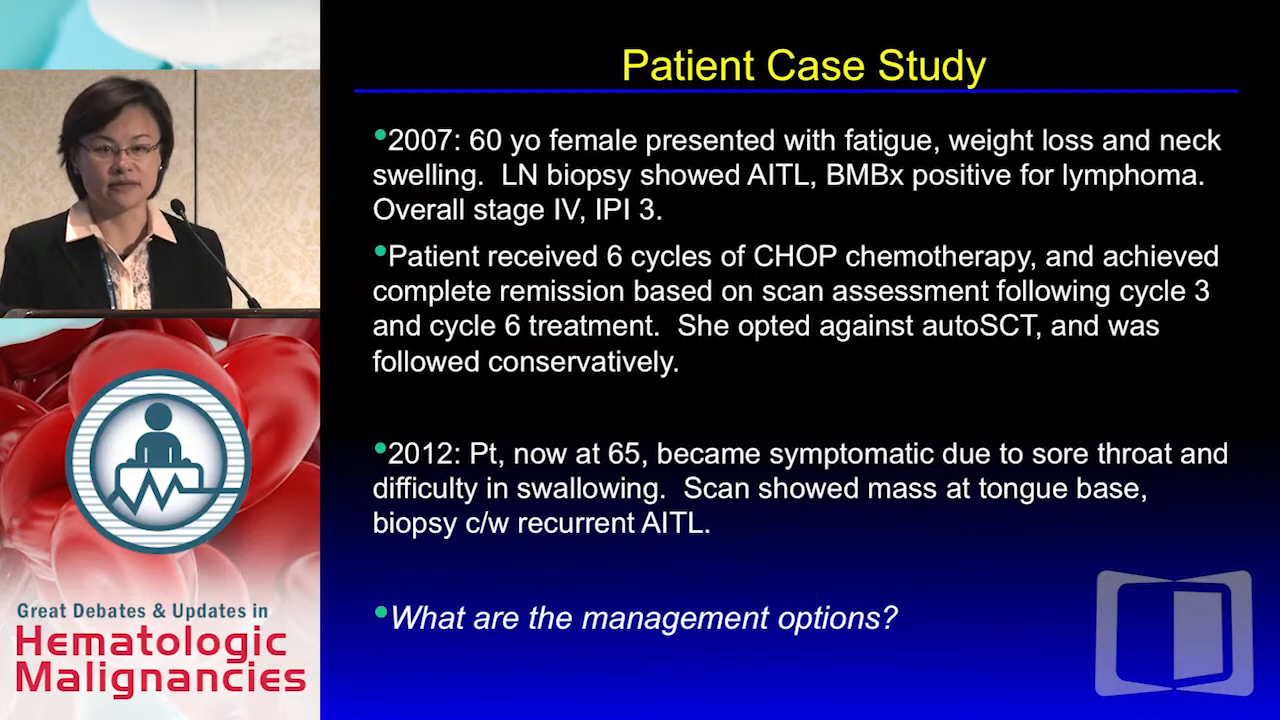 Patient Case Study
•2007: 60 yo female presented with fatigue, weight loss and neck
swelling.  LN biopsy showed AITL, BMBx positive for lymphoma.
Overall stage IV, IPI 3.
•Patient received 6 cycles of CHOP chemotherapy, and achieved
complete remission based on scan assessment following cycle 3
and cycle 6 treatment.  She opted against autoSCT, and was
followed conservatively.
•2012: Pt, now at 65, became symptomatic due to sore throat and
difficulty in swallowing.  Scan showed mass at tongue base,
biopsy c/w recurrent AITL.
•What are the management options?
Great Debates & Updates in
Hematologic
Malignancies